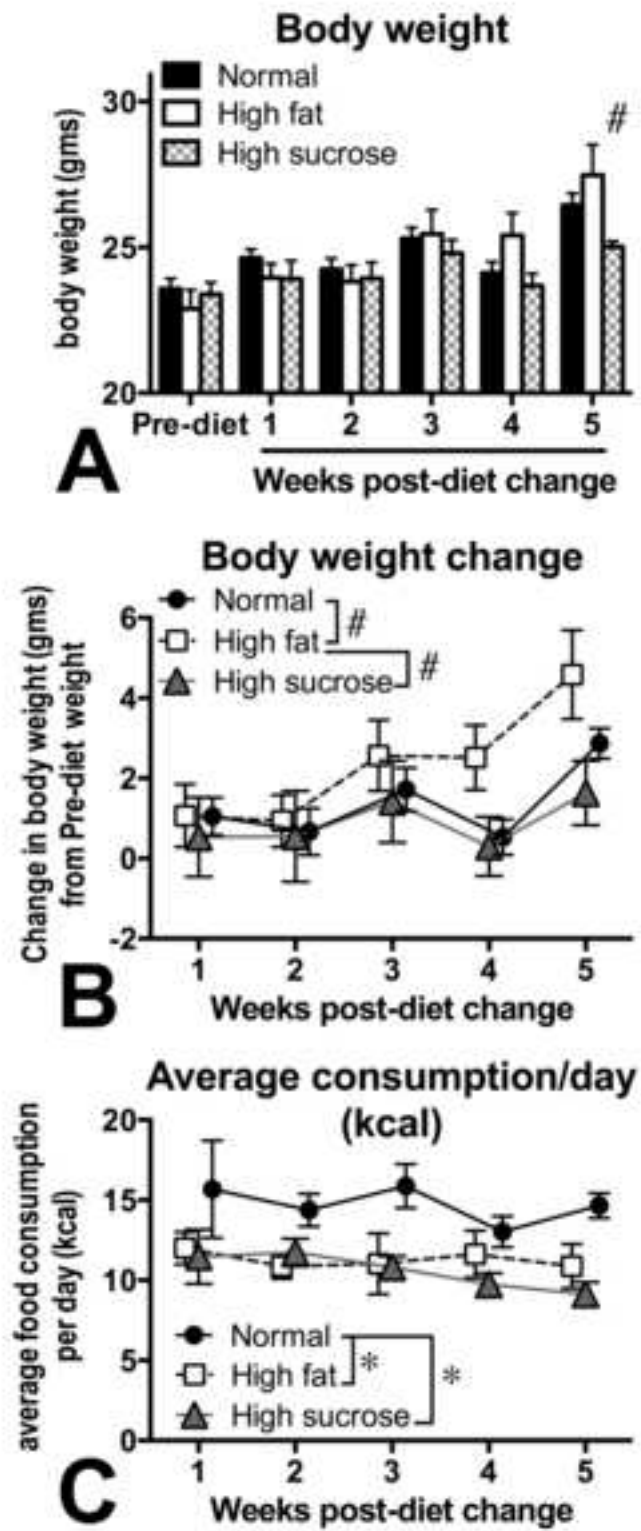 Body weight
Normal
High fat
High sucrose
#
body weight (gms)
30
25
20
Pre-diet 1 2 3 4 5
Weeks post-diet change
A
Body weight change
Normal
High fat
High sucrose
#
#
Change in body weight (gms)
from Pre-diet weight
6
4
2
0
-2
1 2 3 4 5
Weeks post-diet change
B
Average consumption/day
(kcal)
average food consumption
per day (kcal)
20
15
10
5
0
Normal
High fat
High sucrose
*
*
1 2 3 4 5
Weeks post-diet change
C